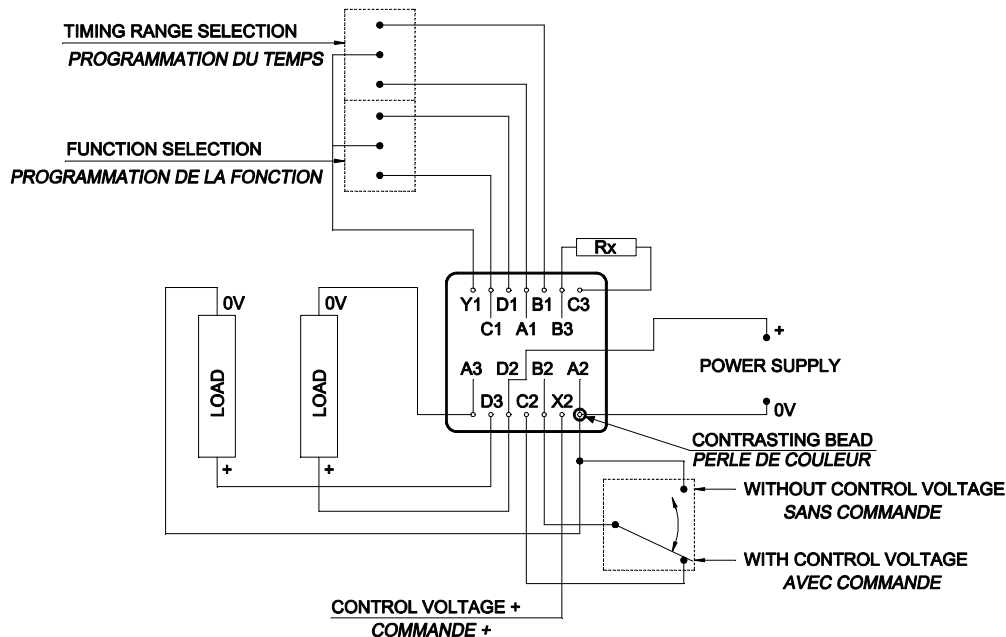 TIMING RANGE SELECTION
PROGRAMMATION DU TEMPS
FUNCTION SELECTION
PROGRAMMATION DE LA FONCTION
Rx
Y1 D1 B1 C3
C1 A1 B3
0V 0V
LOAD LOAD
+ +
A3 D2 B2 A2
D3 C2 X2
+
POWER SUPPLY
0V
CONTRASTING BEAD
PERLE DE COULEUR
WITHOUT CONTROL VOLTAGE
SANS COMMANDE
WITH CONTROL VOLTAGE
AVEC COMMANDE
CONTROL VOLTAGE +
COMMANDE +